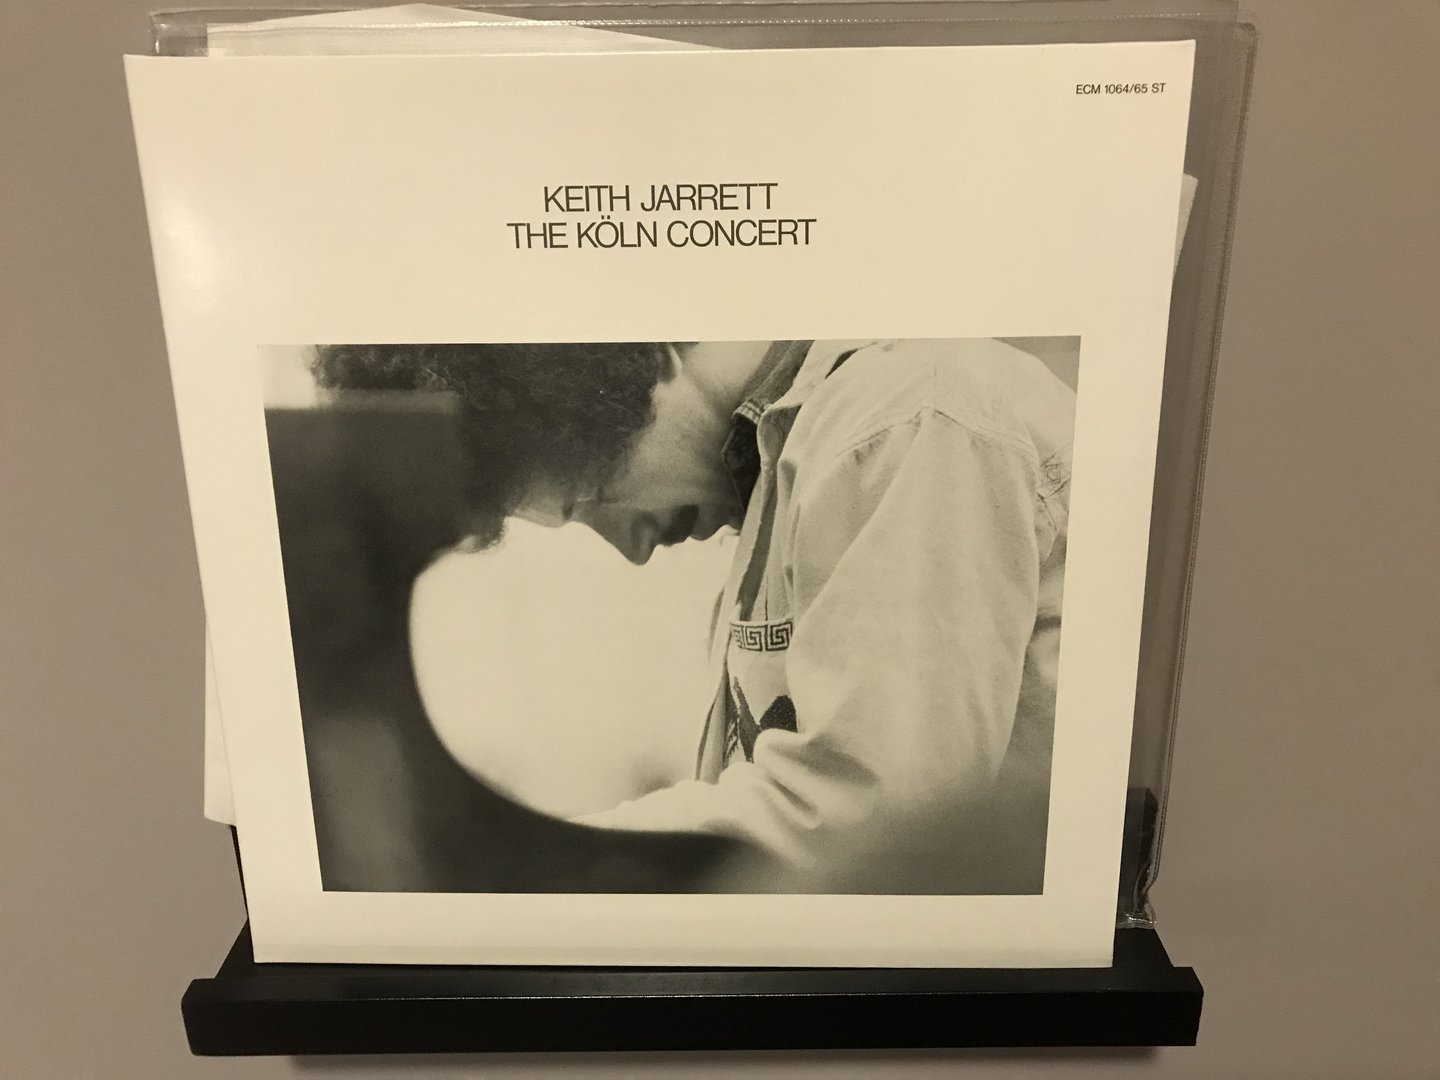 ECM 1064/65 ST
KEITH JARRETT
THE KÖLN CONCERT